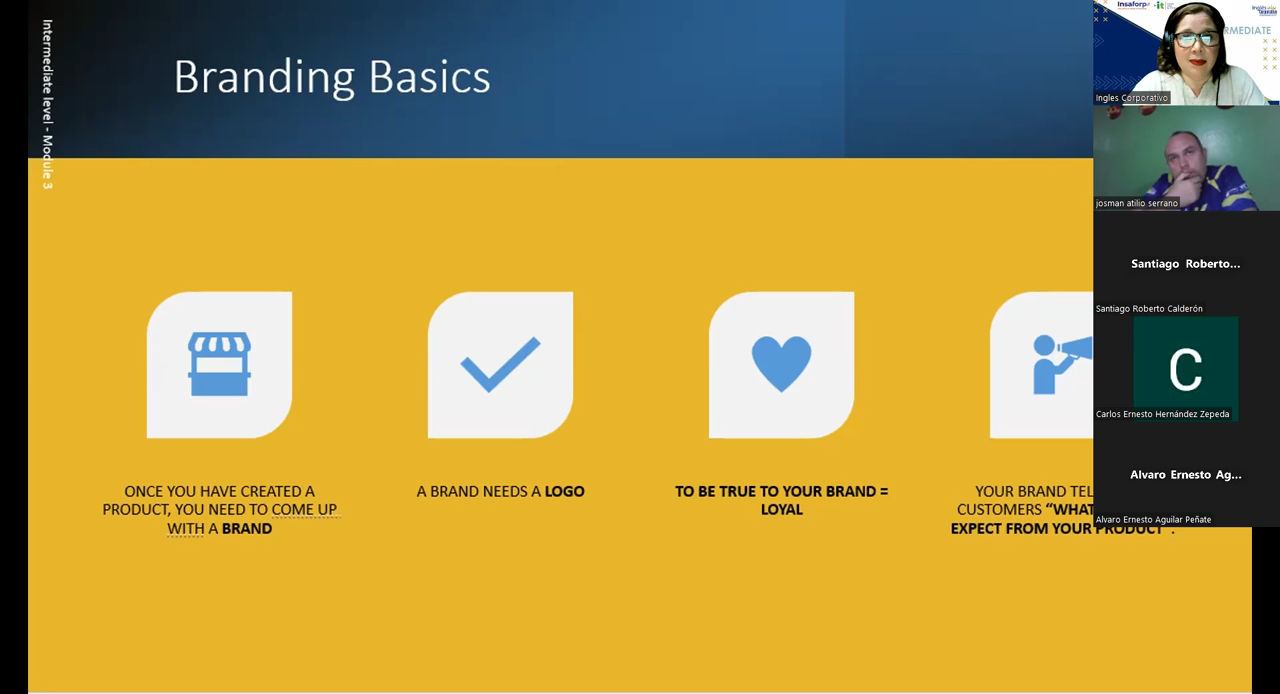 Intermediate level - Module 3
Branding Basics
ONCE YOU HAVE CREATED A
PRODUCT, YOU NEED TO COME UP
WITH A BRAND
A BRAND NEEDS A LOGO
TO BE TRUE TO YOUR BRAND =
LOYAL
YOUR BRAND TEL
CUSTOMERS “WHAT
EXPECT FROM YOUR PRODUCT”.
Insaforp
it
RMEDIATE
Ingles Corporativo
josman atilio serrano
Santiago Roberto...
Santiago Roberto Calderón
C
Carlos Ernesto Hernández Zepeda
Alvaro Ernesto Ag...
Alvaro Ernesto Aguilar Peñate